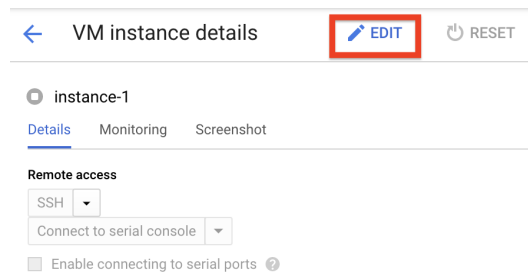 VM instance details EDIT RESET
instance-1
Details Monitoring Screenshot
Remote access
SSH
Connect to serial console
Enable connecting to serial ports ?